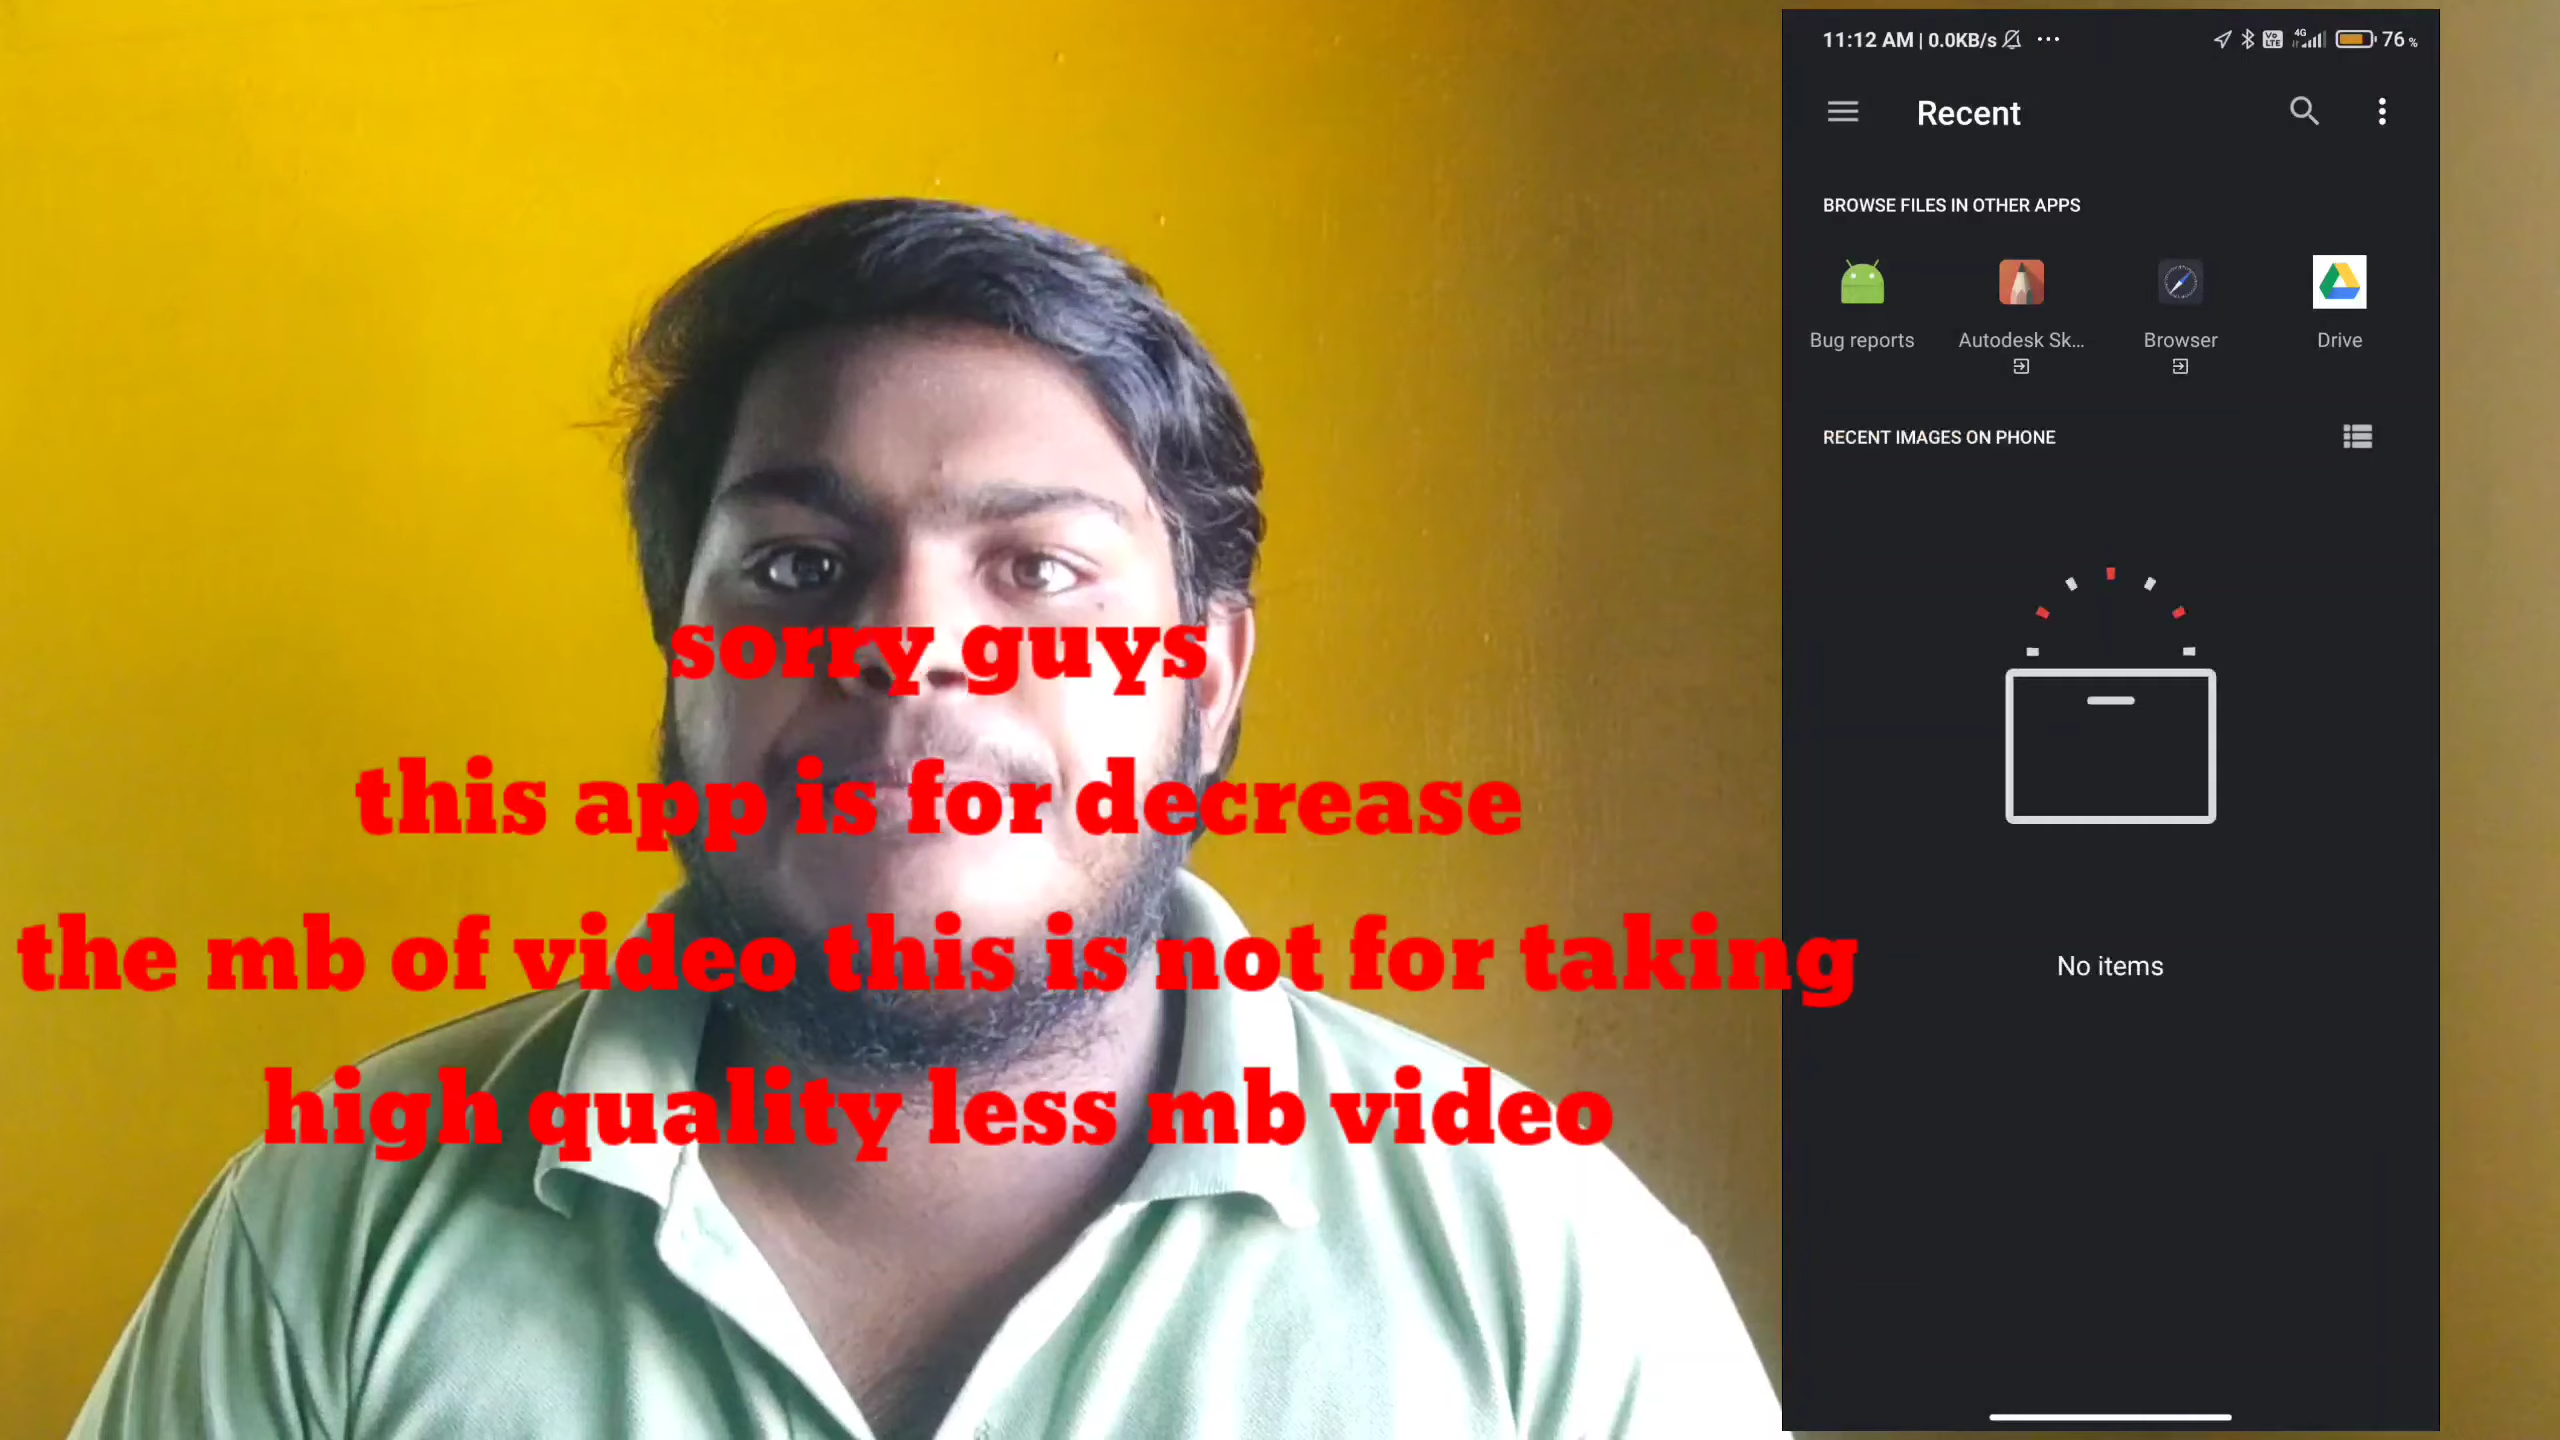 sorry guys
this app is for decrease
the mb of video this is not for taking
high quality less mb video
11:12 AM | 0.0KB/s ... 4G 76 %
Recent
BROWSE FILES IN OTHER APPS
Bug reports Autodesk Sk... Browser Drive
RECENT IMAGES ON PHONE
No items